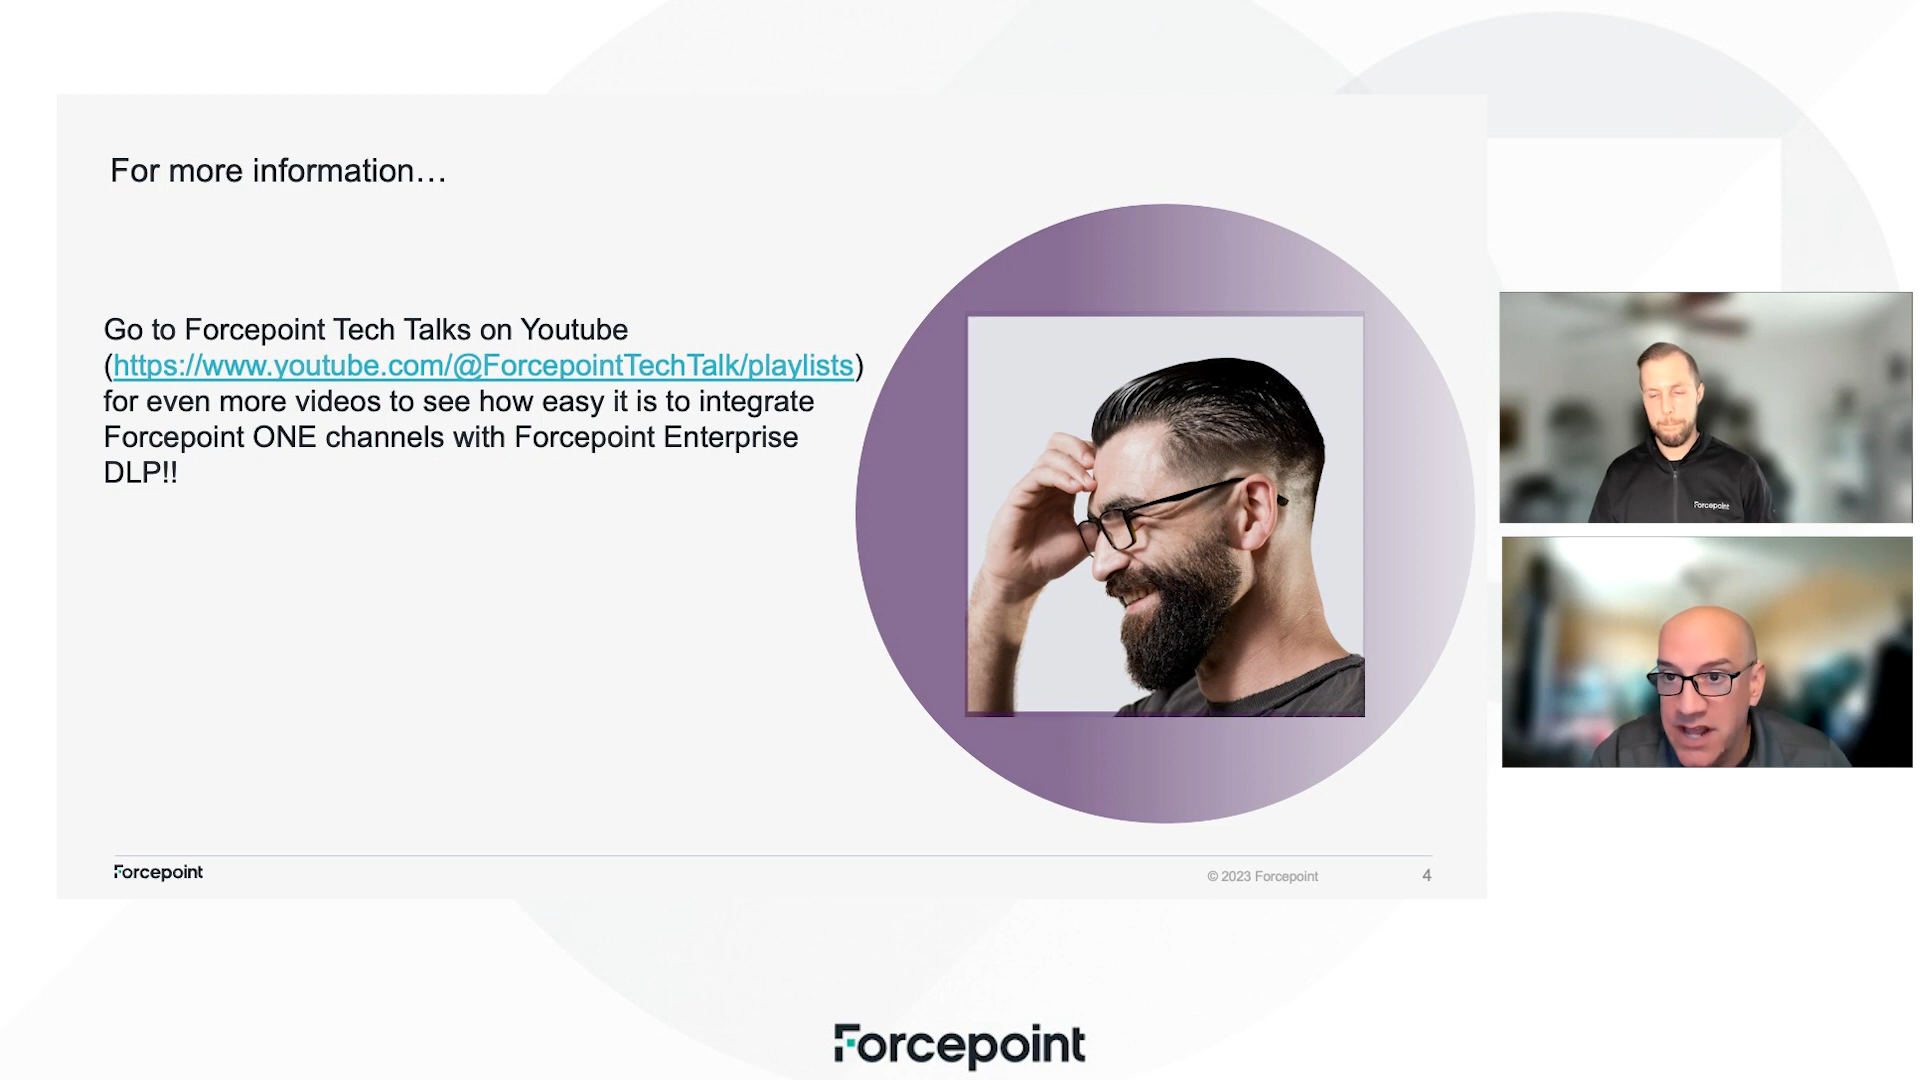 For more information…
Go to Forcepoint Tech Talks on Youtube
(https://www.youtube.com/@ForcepointTechTalk/playlists)
for even more videos to see how easy it is to integrate
Forcepoint ONE channels with Forcepoint Enterprise
DLP!!
Forcepoint
Forcepoint
© 2023 Forcepoint
4
Forcepoint